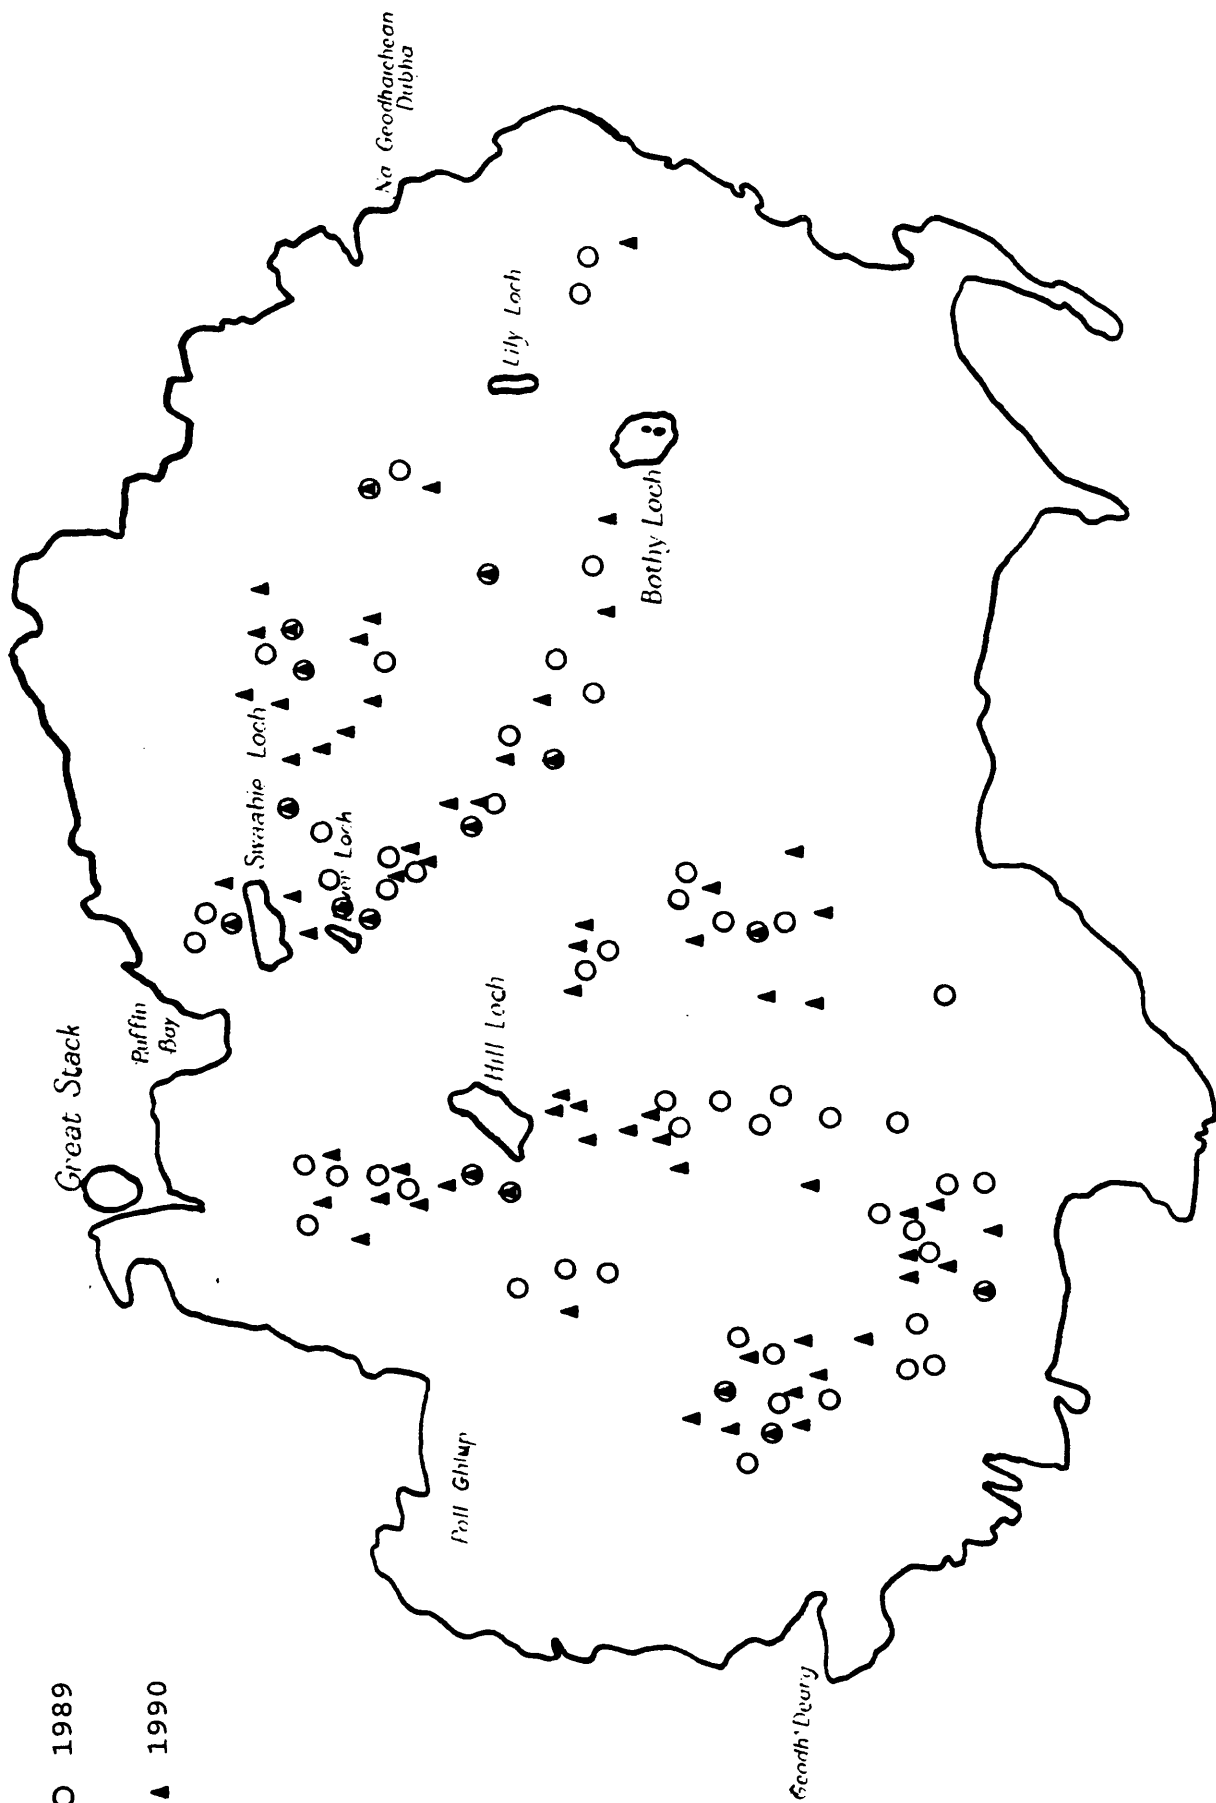 O 1989
▲ 1990
Great Stack
Puffin
Bay
Swaabie Loch
Loch
Na Geodhaichean
Dubha
Lily Loch
Bothy Loch
Hill Loch
Poll Ghlup
Geodh' Dearg